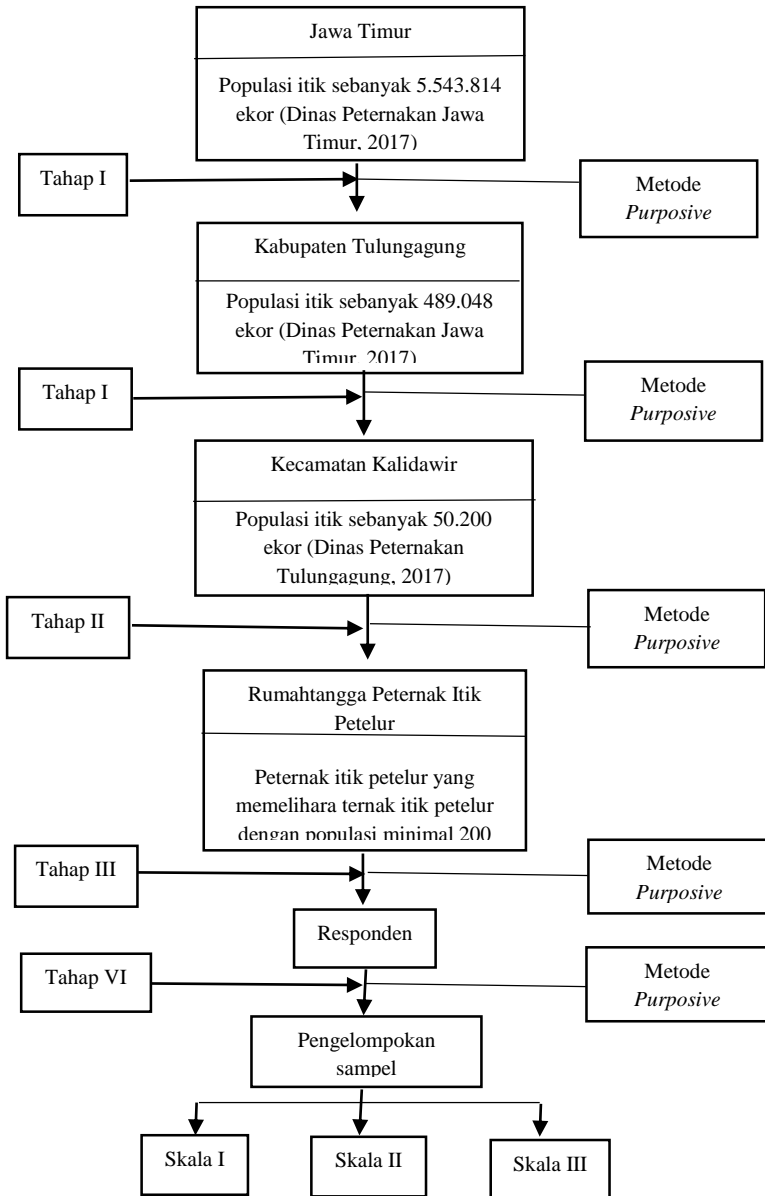 Jawa Timur
Populasi itik sebanyak 5.543.814
ekor (Dinas Peternakan Jawa
Timur, 2017)
Tahap I
Metode
Purposive
Kabupaten Tulungagung
Populasi itik sebanyak 489.048
ekor (Dinas Peternakan Jawa
Timur, 2017)
Tahap I
Metode
Purposive
Kecamatan Kalidawir
Populasi itik sebanyak 50.200
ekor (Dinas Peternakan
Tulungagung, 2017)
Tahap II
Metode
Purposive
Rumahtangga Peternak Itik
Petelur
Peternak itik petelur yang
memelihara ternak itik petelur
dengan populasi minimal 200
Tahap III
Metode
Purposive
Responden
Tahap VI
Metode
Purposive
Pengelompokan
sampel
Skala I
Skala II
Skala III